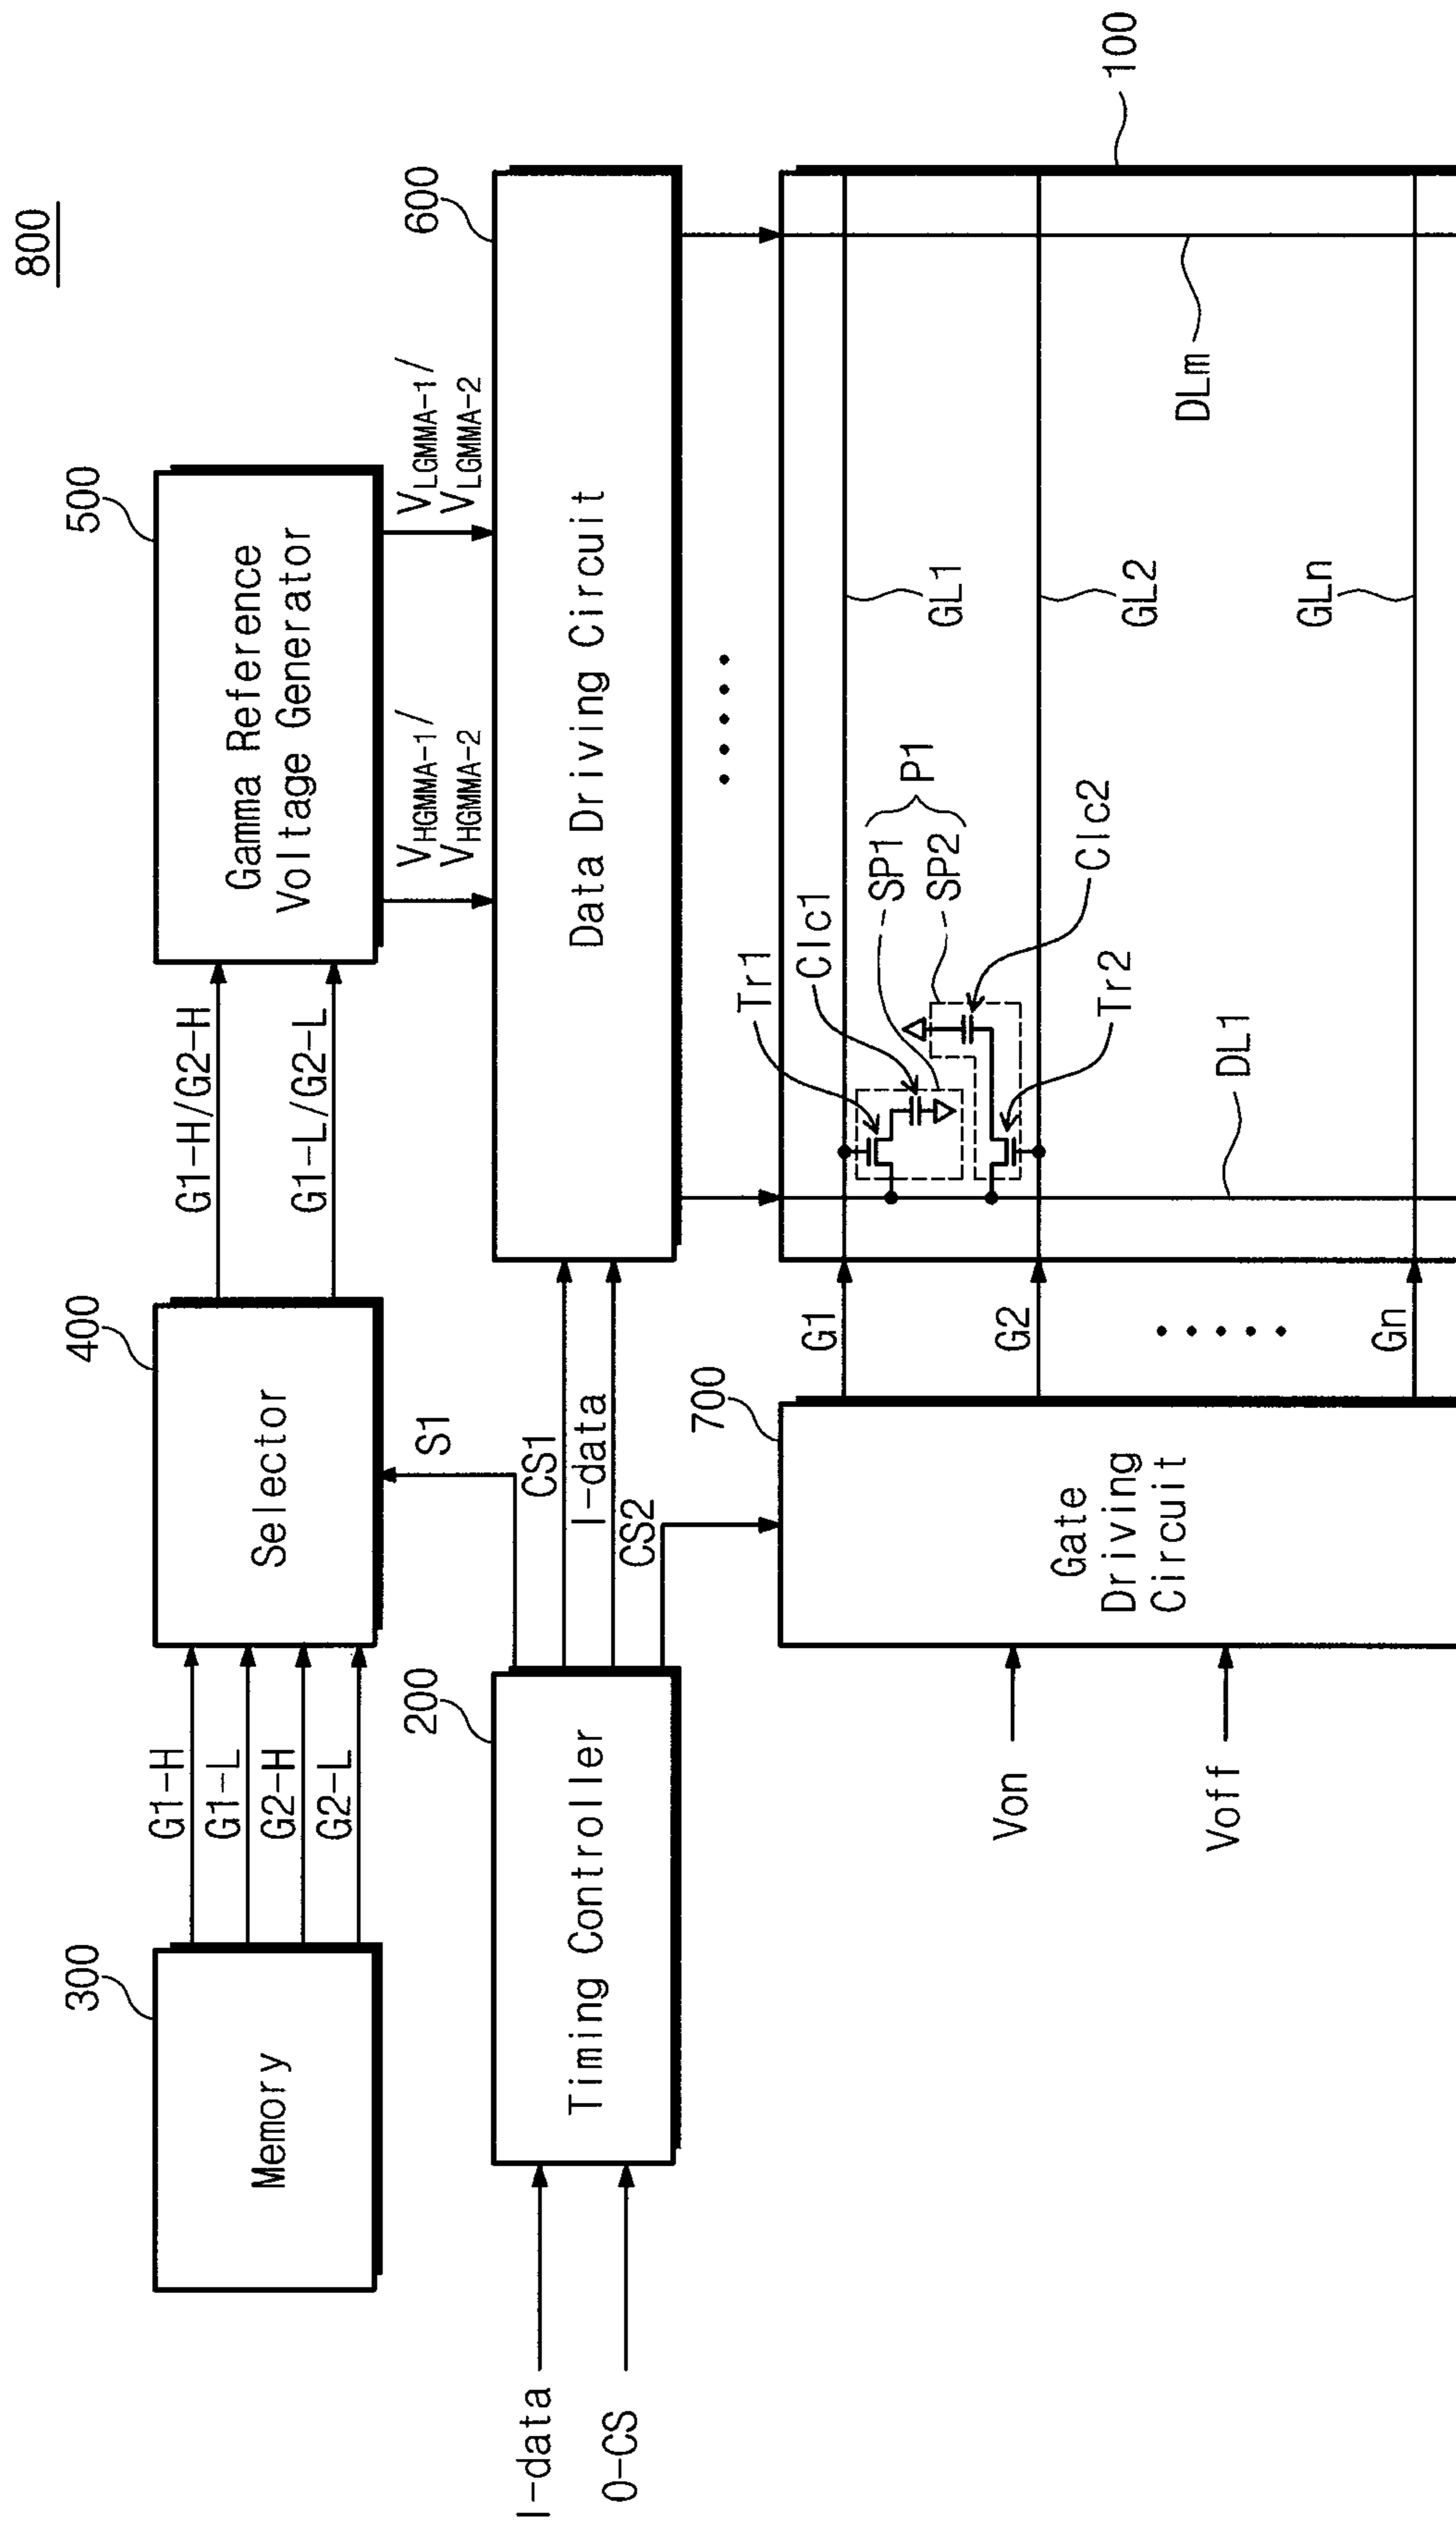 800
300
Memory
G1-H
G1-L
G2-H
G2-L
400
Selector
G1-H/G2-H
G1-L/G2-L
500
Gamma Reference
Voltage Generator
VHGMMA-1/
VHGMMA-2
VLGMMA-1/
VLGMMA-2
I-data
O-CS
200
Timing Controller
S1
CS1
I-data
CS2
600
Data Driving Circuit
700
Gate
Driving
Circuit
Von
Voff
G1
G2
Gn
Tr1
Clc1
SP1
SP2
P1
Clc2
Tr2
DL1
GL1
GL2
GLn
DLm
100